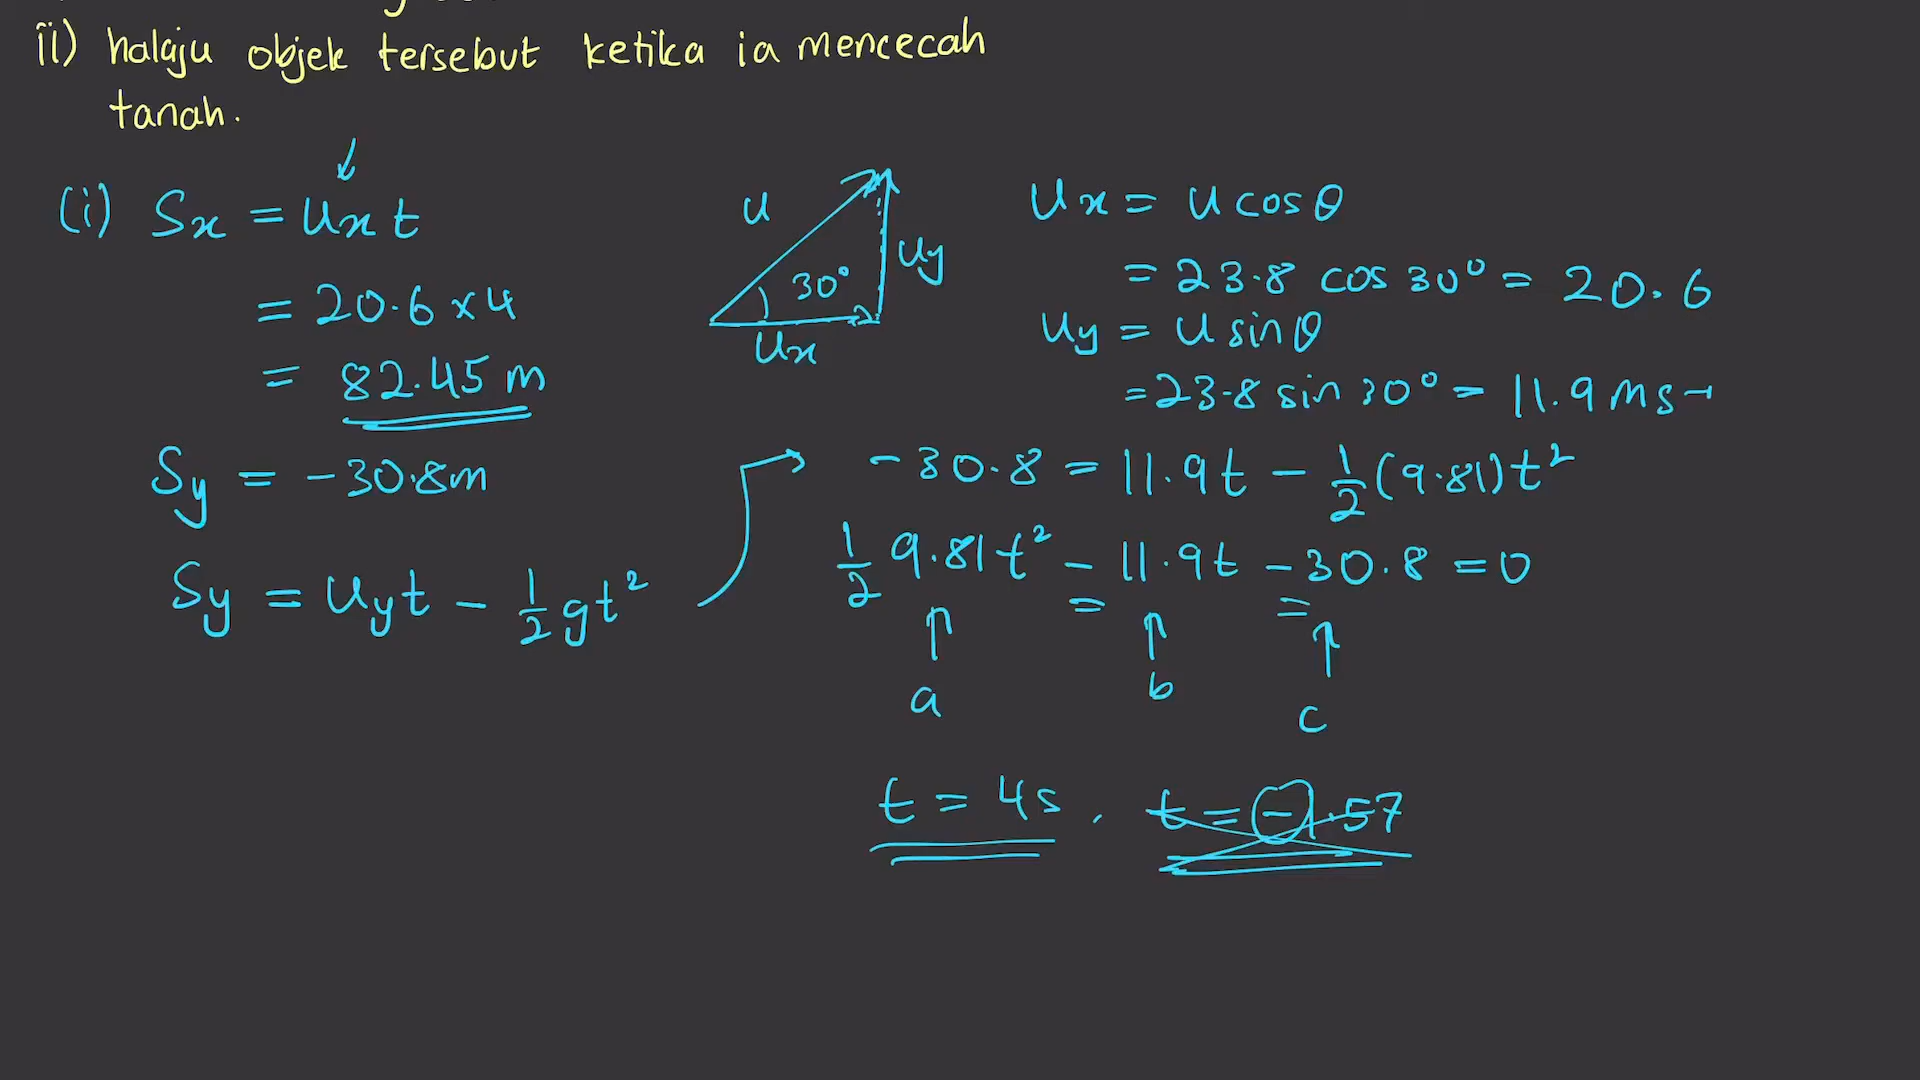 ii) halaju objek tersebut ketika ia mencecah
tanah.
(i) Sx = Ux t
= 20.6 x 4
= 82.45 m
Sy = -30.8m
Sy = Uyt - 1/2 gt²
U
30°
Uy
Ux
Ux = U cos θ
= 23.8 cos 30° = 20.6
Uy = U sin θ
= 23.8 sin 30° = 11.9 ms-1
-30.8 = 11.9t - 1/2 (9.81)t²
1/2 9.81t² - 11.9t - 30.8 = 0
a
b
c
t = 4s , t = -1.57